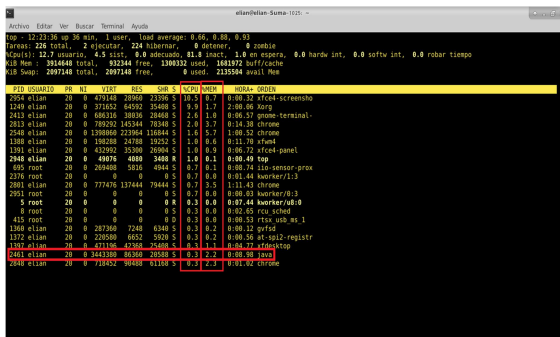 elian@elian-Suma-1025: ~
Archivo Editar Ver Buscar Terminal Ayuda
top - 12:23:36 up 36 min, 1 user, load average: 0.66, 0.88, 0.93
Tareas: 226 total, 2 ejecutar, 224 hibernar, 0 detener, 0 zombie
%Cpu(s): 12.7 usuario, 4.5 sist, 0.0 adecuado, 81.8 inact, 1.0 en espera, 0.0 hardw int, 0.0 softw int, 0.0 robar tiempo
KiB Mem : 3914648 total, 932344 free, 1300332 used, 1681972 buff/cache
KiB Swap: 2097148 total, 2097148 free, 0 used. 2135504 avail Mem
PID USUARIO PR NI VIRT RES SHR S %CPU %MEM HORA+ ORDEN
2954 elian 20 0 479148 28960 23396 S 10.5 0.7 0:00.32 xfce4-screensho
1249 elian 20 0 371652 64592 35408 S 9.9 1.7 2:00.06 Xorg
2413 elian 20 0 686316 38036 28468 S 2.6 1.0 0:06.57 gnome-terminal-
2813 elian 20 0 789292 145344 78348 S 2.0 3.7 0:14.38 chrome
2548 elian 20 0 1398060 223964 116844 S 1.6 5.7 1:00.52 chrome
1388 elian 20 0 198288 24788 19252 S 1.0 0.6 0:11.70 xfwm4
1391 elian 20 0 432992 35300 26904 S 1.0 0.9 0:06.72 xfce4-panel
2948 elian 20 0 49076 4080 3408 R 1.0 0.1 0:00.49 top
695 root 20 0 269408 5816 4944 S 0.7 0.1 0:08.74 iio-sensor-prox
2376 root 20 0 0 0 0 S 0.7 0.0 0:01.44 kworker/1:3
2801 elian 20 0 777476 137444 79444 S 0.7 3.5 1:11.43 chrome
2951 root 20 0 0 0 0 S 0.7 0.0 0:00.03 kworker/0:3
5 root 20 0 0 0 0 R 0.3 0.0 0:07.44 kworker/u8:0
8 root 20 0 0 0 0 S 0.3 0.0 0:02.65 rcu_sched
415 root 20 0 0 0 0 D 0.3 0.0 0:00.53 rtsx_usb_ms_1
1360 elian 20 0 287360 7248 6340 S 0.3 0.2 0:00.12 gvfsd
1372 elian 20 0 220580 6652 5920 S 0.3 0.2 0:00.56 at-spi2-registr
1397 elian 20 0 471196 42368 25408 S 0.3 1.1 0:04.77 xfdesktop
2461 elian 20 0 3443380 86360 20588 S 0.3 2.2 0:08.98 java
2848 elian 20 0 718452 90488 61168 S 0.3 2.3 0:01.02 chrome